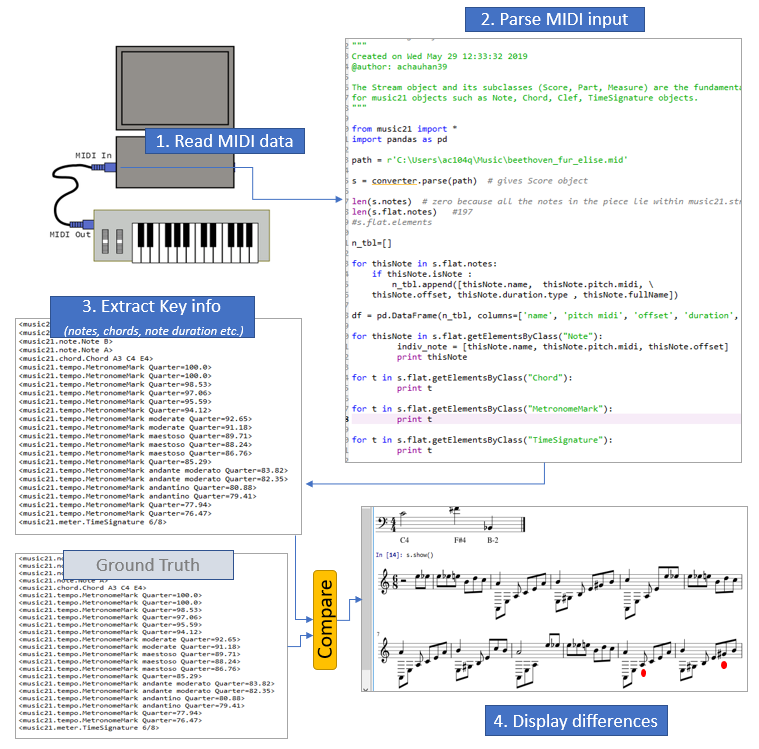 2. Parse MIDI input
"""
Created on Wed May 29 12:33:32 2019
@author: achauhan39
The Stream object and its subclasses (Score, Part, Measure) are the fundamenta
for music21 objects such as Note, Chord, Clef, TimeSignature objects.
"""
from music21 import *
import pandas as pd
path = r'C:\Users\ac104q\Music\beethoven_fur_elise.mid'
s = converter.parse(path)  # gives Score object
len(s.notes)  # zero because all the notes in the piece lie within music21.str
len(s.flat.notes)   #197
#s.flat.elements
n_tbl=[]
for thisNote in s.flat.notes:
if thisNote.isNote :
n_tbl.append([thisNote.name,  thisNote.pitch.midi, \
thisNote.offset, thisNote.duration.type , thisNote.fullName])
df = pd.DataFrame(n_tbl, columns=['name', 'pitch midi', 'offset', 'duration',
for thisNote in s.flat.getElementsByClass("Note"):
indiv_note = [thisNote.name, thisNote.pitch.midi, thisNote.offset]
print thisNote
for t in s.flat.getElementsByClass("Chord"):
print t
for t in s.flat.getElementsByClass("MetronomeMark"):
print t
for t in s.flat.getElementsByClass("TimeSignature"):
print t
1. Read MIDI data
MIDI In
MIDI Out
3. Extract Key info
(notes, chords, note duration etc.)
<music2
<music2
<music21.note.Note B>
<music21.note.Note A>
<music21.chord.Chord A3 C4 E4>
<music21.tempo.MetronomeMark Quarter=100.0>
<music21.tempo.MetronomeMark Quarter=100.0>
<music21.tempo.MetronomeMark Quarter=98.53>
<music21.tempo.MetronomeMark Quarter=97.06>
<music21.tempo.MetronomeMark Quarter=95.59>
<music21.tempo.MetronomeMark Quarter=94.12>
<music21.tempo.MetronomeMark moderate Quarter=92.65>
<music21.tempo.MetronomeMark moderate Quarter=91.18>
<music21.tempo.MetronomeMark maestoso Quarter=89.71>
<music21.tempo.MetronomeMark maestoso Quarter=88.24>
<music21.tempo.MetronomeMark maestoso Quarter=86.76>
<music21.tempo.MetronomeMark Quarter=85.29>
<music21.tempo.MetronomeMark andante moderato Quarter=83.82>
<music21.tempo.MetronomeMark andante moderato Quarter=82.35>
<music21.tempo.MetronomeMark andantino Quarter=80.88>
<music21.tempo.MetronomeMark andantino Quarter=79.41>
<music21.tempo.MetronomeMark Quarter=77.94>
<music21.tempo.MetronomeMark Quarter=76.47>
<music21.meter.TimeSignature 6/8>
Ground Truth
<music21.no
<music21.chord.Chord A3 C4 E4>
<music21.tempo.MetronomeMark Quarter=100.0>
<music21.tempo.MetronomeMark Quarter=100.0>
<music21.tempo.MetronomeMark Quarter=98.53>
<music21.tempo.MetronomeMark Quarter=97.06>
<music21.tempo.MetronomeMark Quarter=95.59>
<music21.tempo.MetronomeMark Quarter=94.12>
<music21.tempo.MetronomeMark moderate Quarter=92.65>
<music21.tempo.MetronomeMark moderate Quarter=91.18>
<music21.tempo.MetronomeMark maestoso Quarter=89.71>
<music21.tempo.MetronomeMark maestoso Quarter=88.24>
<music21.tempo.MetronomeMark maestoso Quarter=86.76>
<music21.tempo.MetronomeMark Quarter=85.29>
<music21.tempo.MetronomeMark andante moderato Quarter=83.82>
<music21.tempo.MetronomeMark andante moderato Quarter=82.35>
<music21.tempo.MetronomeMark andantino Quarter=80.88>
<music21.tempo.MetronomeMark andantino Quarter=79.41>
<music21.tempo.MetronomeMark Quarter=77.94>
<music21.tempo.MetronomeMark Quarter=76.47>
<music21.meter.TimeSignature 6/8>
Compare
C4 F#4 B-2
In [14]: s.show()
7
4. Display differences